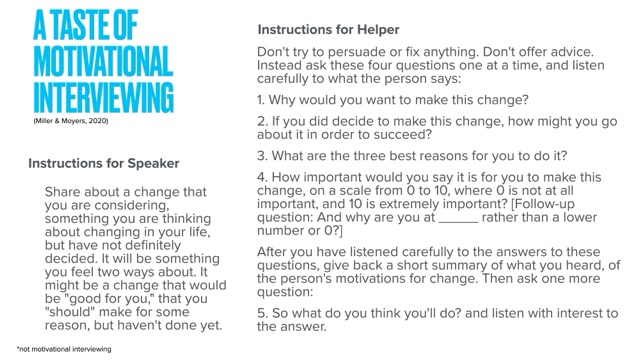 A TASTE OF
MOTIVATIONAL
INTERVIEWING
(Miller & Moyers, 2020)
Instructions for Speaker
Share about a change that
you are considering,
something you are thinking
about changing in your life,
but have not definitely
decided. It will be something
you feel two ways about. It
might be a change that would
be "good for you," that you
"should" make for some
reason, but haven't done yet.
*not motivational interviewing
Instructions for Helper
Don't try to persuade or fix anything. Don't offer advice.
Instead ask these four questions one at a time, and listen
carefully to what the person says:
1. Why would you want to make this change?
2. If you did decide to make this change, how might you go
about it in order to succeed?
3. What are the three best reasons for you to do it?
4. How important would you say it is for you to make this
change, on a scale from 0 to 10, where 0 is not at all
important, and 10 is extremely important? [Follow-up
question: And why are you at _____ rather than a lower
number or 0?]
After you have listened carefully to the answers to these
questions, give back a short summary of what you heard, of
the person's motivations for change. Then ask one more
question:
5. So what do you think you'll do? and listen with interest to
the answer.